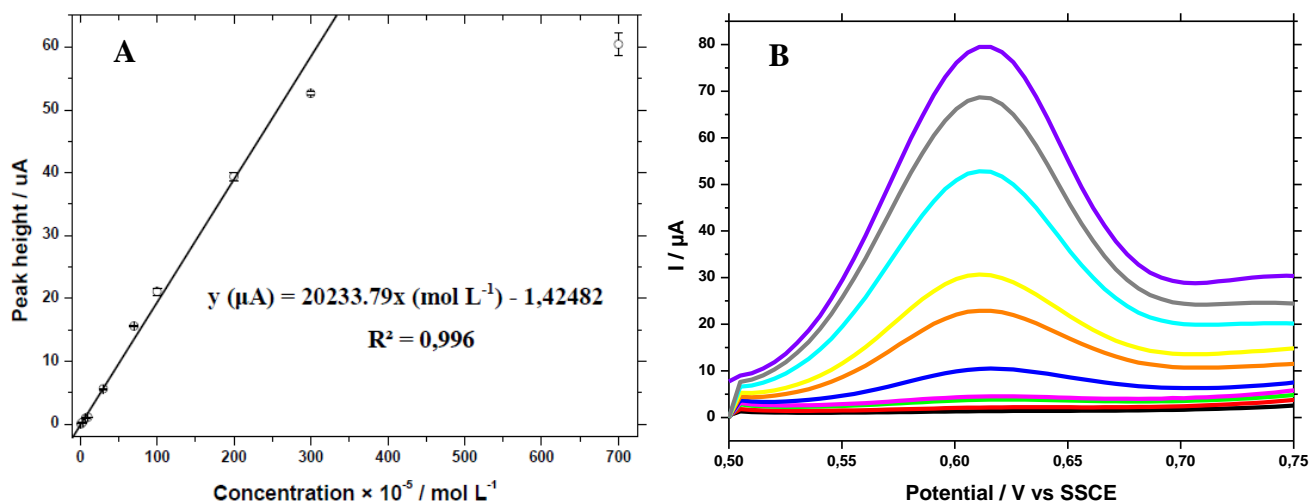 A
Peak height / uA
60
50
40
30
20
10
0
y (µA) = 20233.79x (mol L⁻¹) - 1,42482
R² = 0,996
0 100 200 300 400 500 600 700
Concentration × 10⁻⁵ / mol L⁻¹
B
I / µA
80
70
60
50
40
30
20
10
0
0,50 0,55 0,60 0,65 0,70 0,75
Potential / V vs SSCE